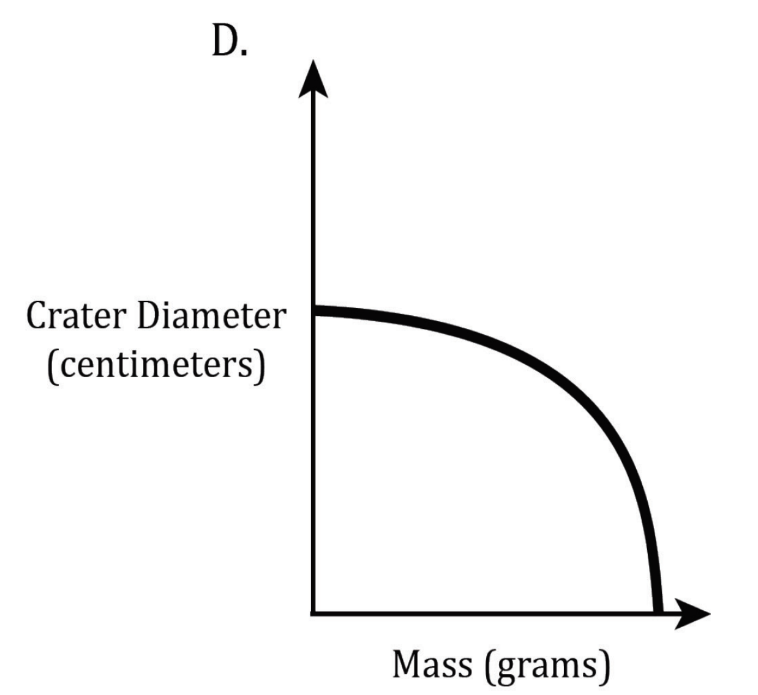 D.
Crater Diameter
(centimeters)
Mass (grams)